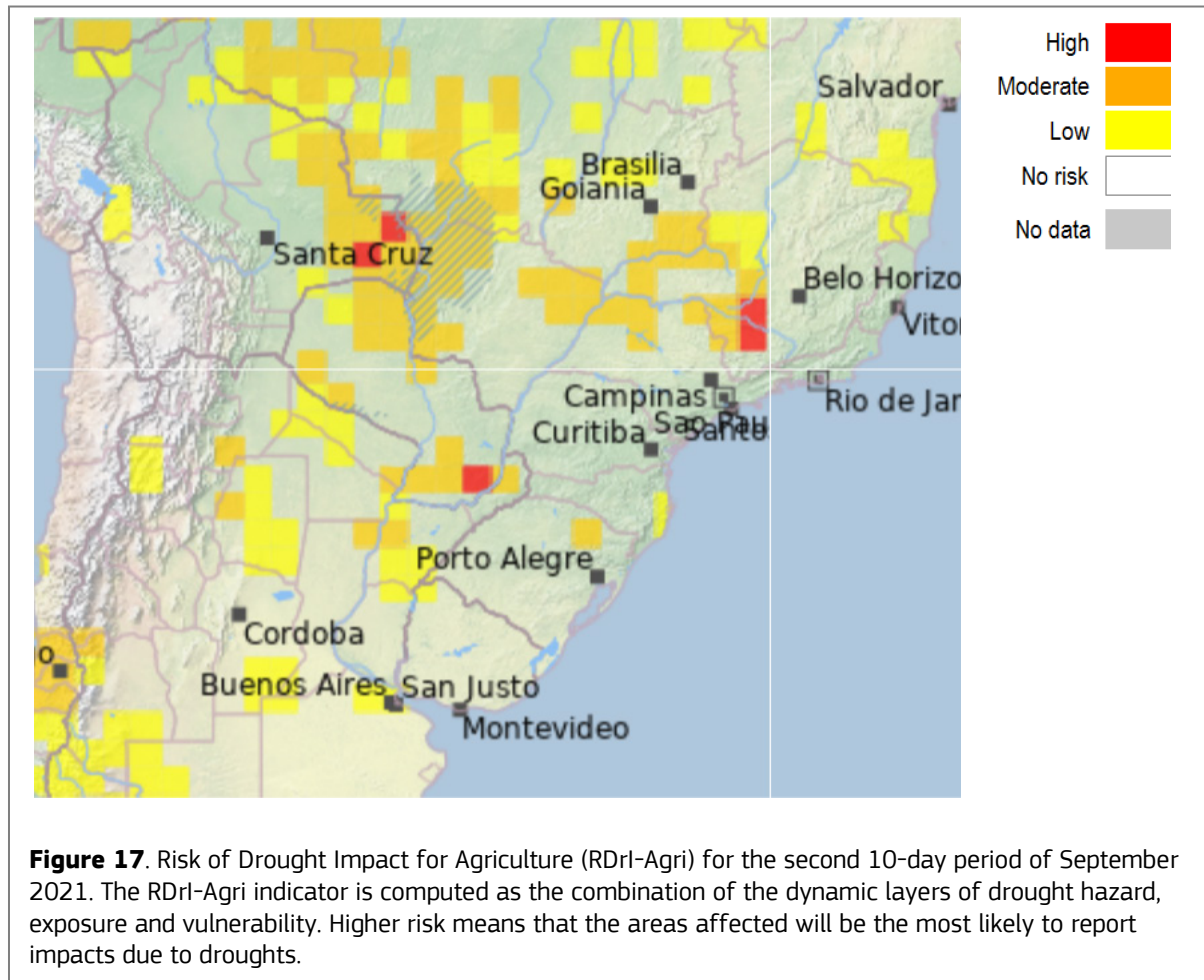 High
Moderate
Low
No risk
No data
Salvador
Brasilia
Goiania
Santa Cruz
Belo Horizo
Vitor
Campinas
Rio de Jar
Sao Pau
Santo
Curitiba
Porto Alegre
Cordoba
o
Buenos Aires
San Justo
Montevideo
Figure 17. Risk of Drought Impact for Agriculture (RDrI-Agri) for the second 10-day period of September
2021. The RDrI-Agri indicator is computed as the combination of the dynamic layers of drought hazard,
exposure and vulnerability. Higher risk means that the areas affected will be the most likely to report
impacts due to droughts.